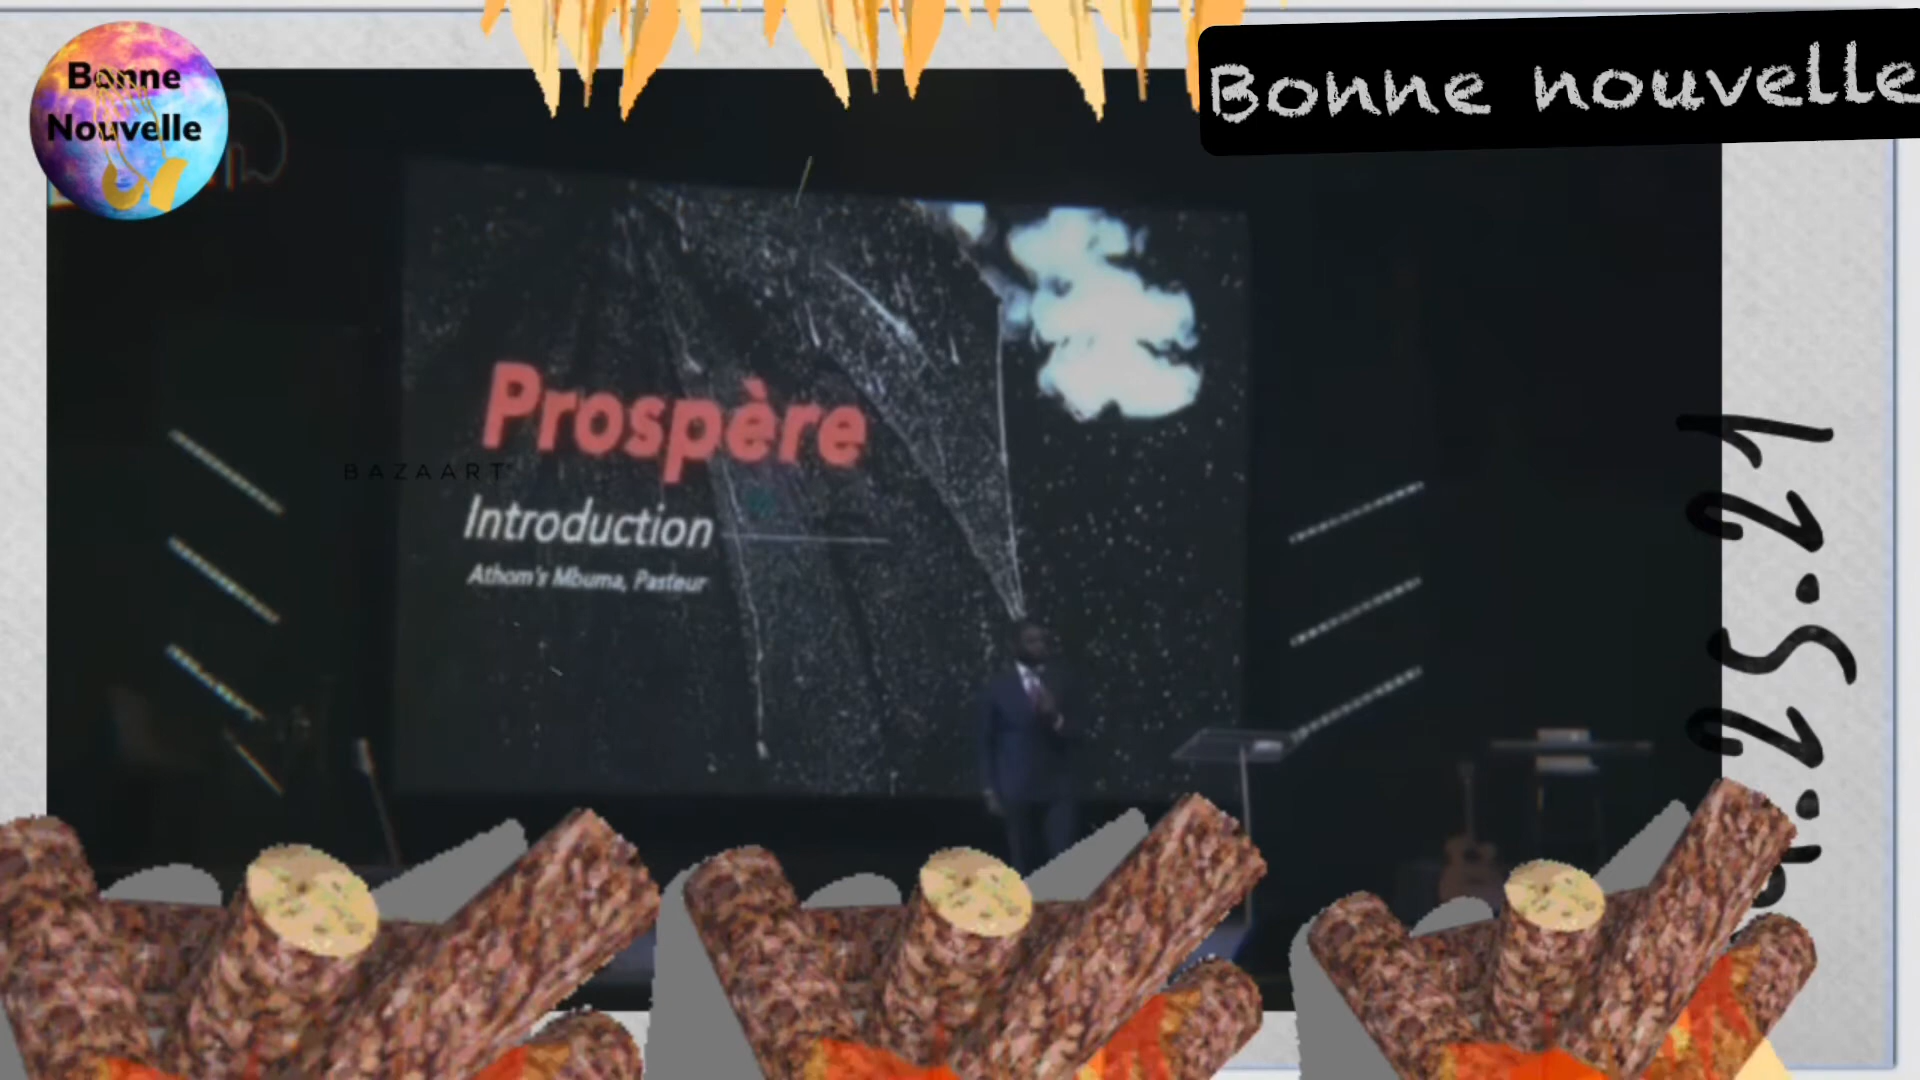 Bonne
Nouvelle
Bonne nouvelle
Prospère
BAZAART
Introduction
Athom's Mbuma, Pasteur